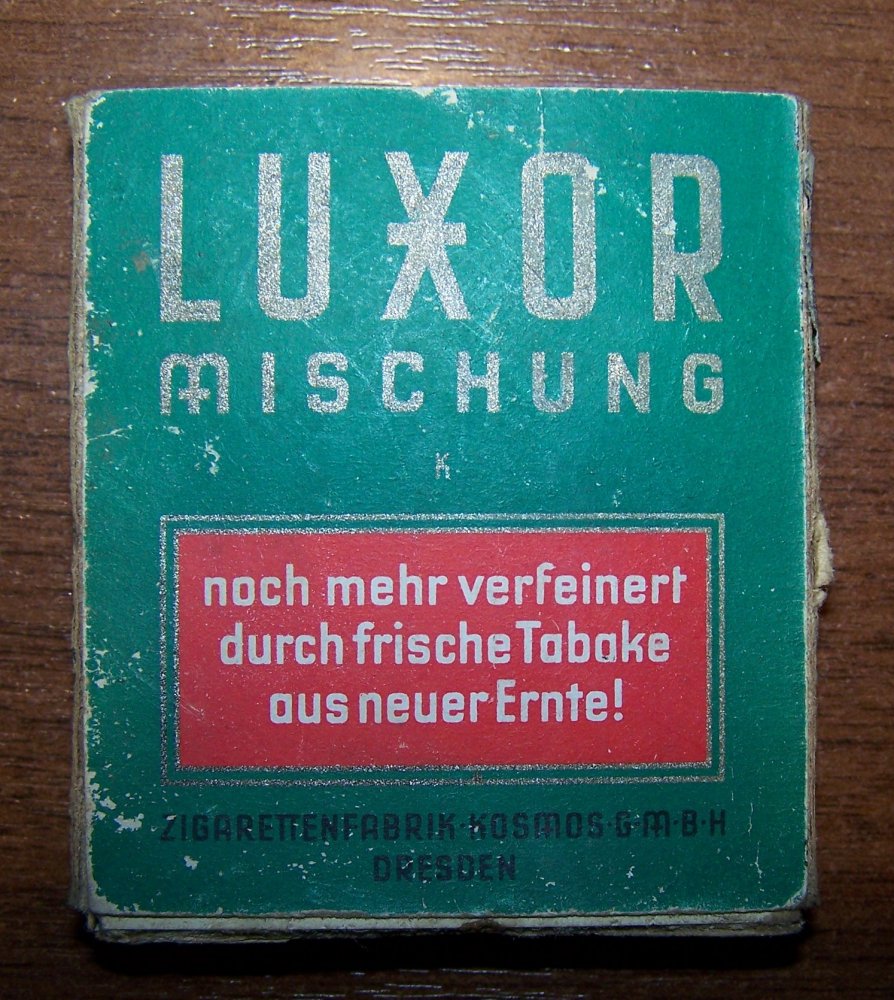 LUXOR
MISCHUNG
K
noch mehr verfeinert
durch frische Tabake
aus neuer Ernte!
ZIGARETTENFABRIK·KOSMOS·G·M·B·H
DRESDEN